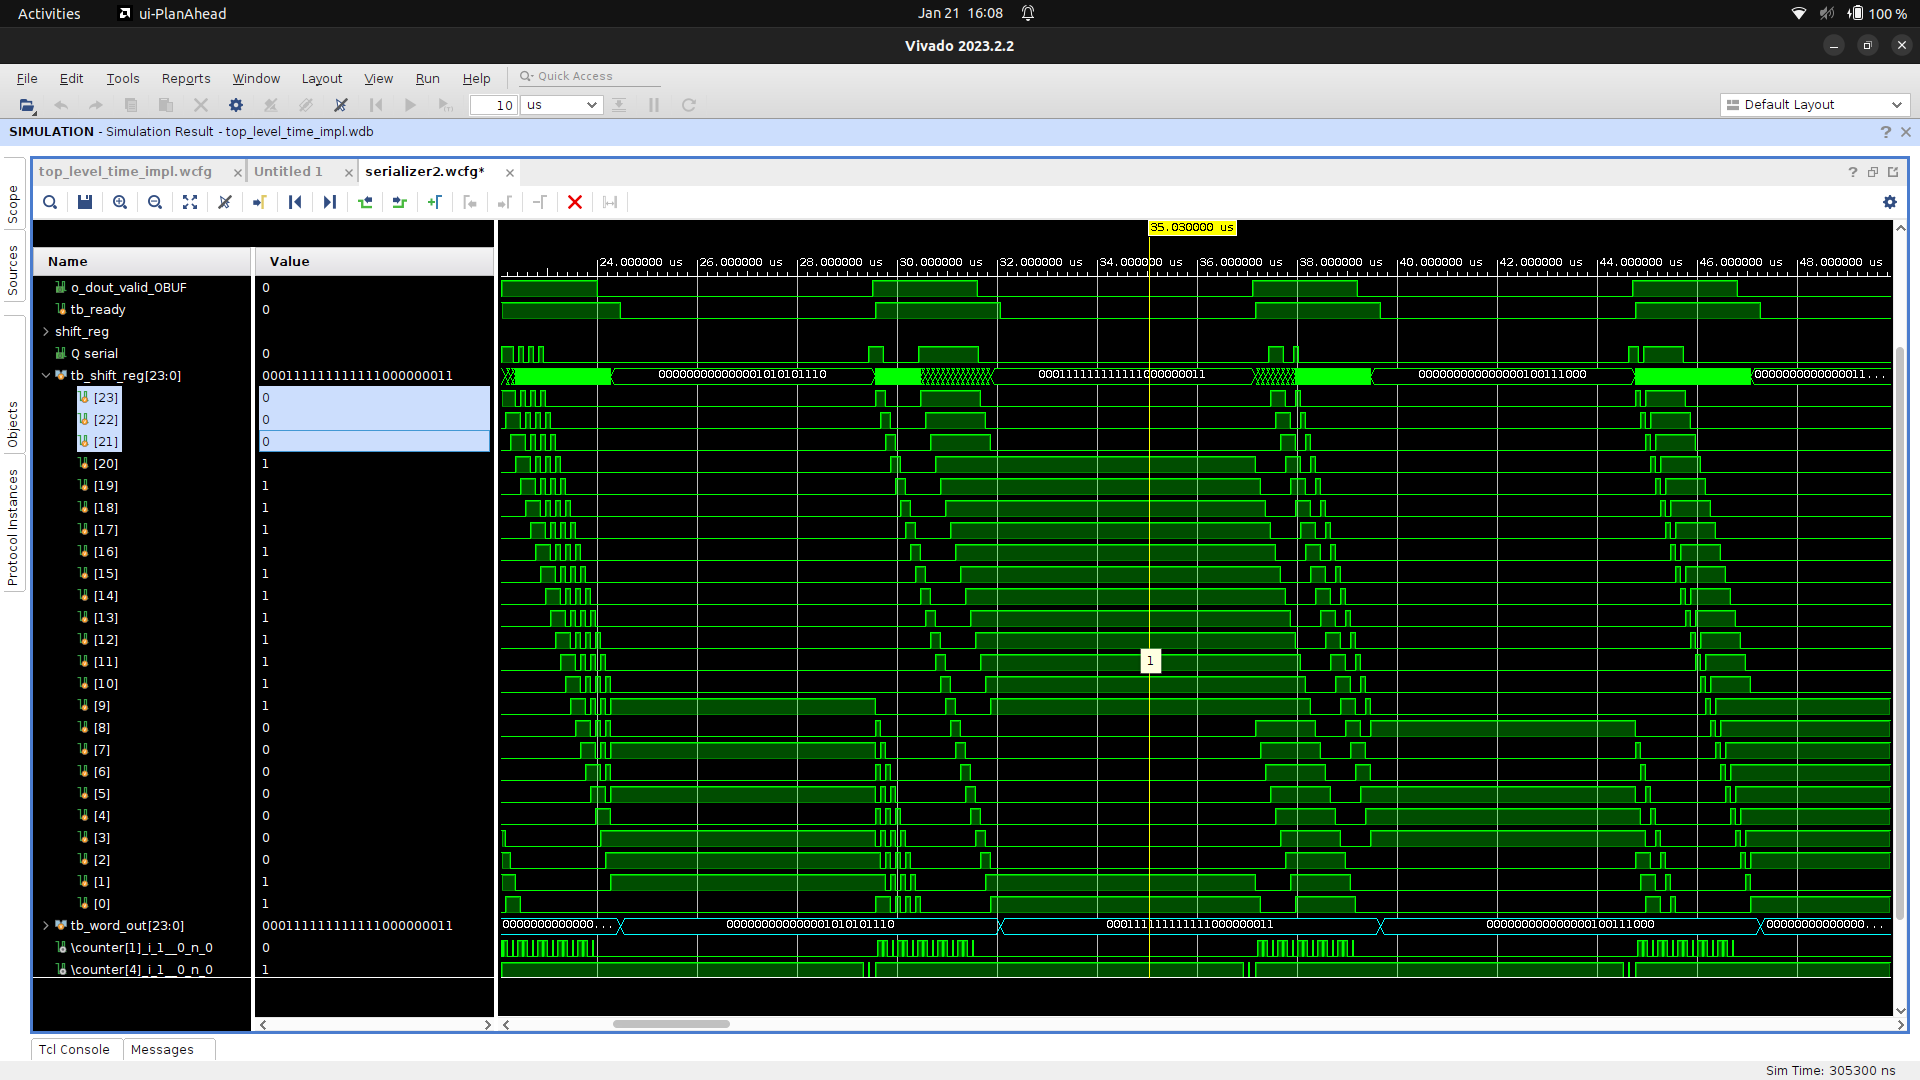 Activities ui-PlanAhead Jan 21 16:08 100 %
Vivado 2023.2.2
File Edit Tools Reports Window Layout View Run Help Quick Access
10 us Default Layout
SIMULATION - Simulation Result - top_level_time_impl.wdb
top_level_time_impl.wcfg Untitled 1 serializer2.wcfg*
Scope
Sources
Objects
Protocol Instances
35.030000 us
Name Value
24.000000 us 26.000000 us 28.000000 us 30.000000 us 32.000000 us 34.000000 us 36.000000 us 38.000000 us 40.000000 us 42.000000 us 44.000000 us 46.000000 us 48.000000 us
o_dout_valid_OBUF 0
tb_ready 0
shift_reg
Q serial 0
tb_shift_reg[23:0] 000111111111111000000011 000000000000001010101110 000111111111111000000011 000000000000000100111000 0000000000000011...
[23] 0
[22] 0
[21] 0
[20] 1
[19] 1
[18] 1
[17] 1
[16] 1
[15] 1
[14] 1
[13] 1
[12] 1
[11] 1
[10] 1
[9] 1
[8] 0
[7] 0
[6] 0
[5] 0
[4] 0
[3] 0
[2] 0
[1] 1
[0] 1
1
tb_word_out[23:0] 000111111111111000000011 0000000000000... 000000000000001010101110 000111111111111000000011 000000000000000100111000 00000000000000...
\counter[1]_i_1__0_n_0 0
\counter[4]_i_1__0_n_0 1
Tcl Console Messages
Sim Time: 305300 ns